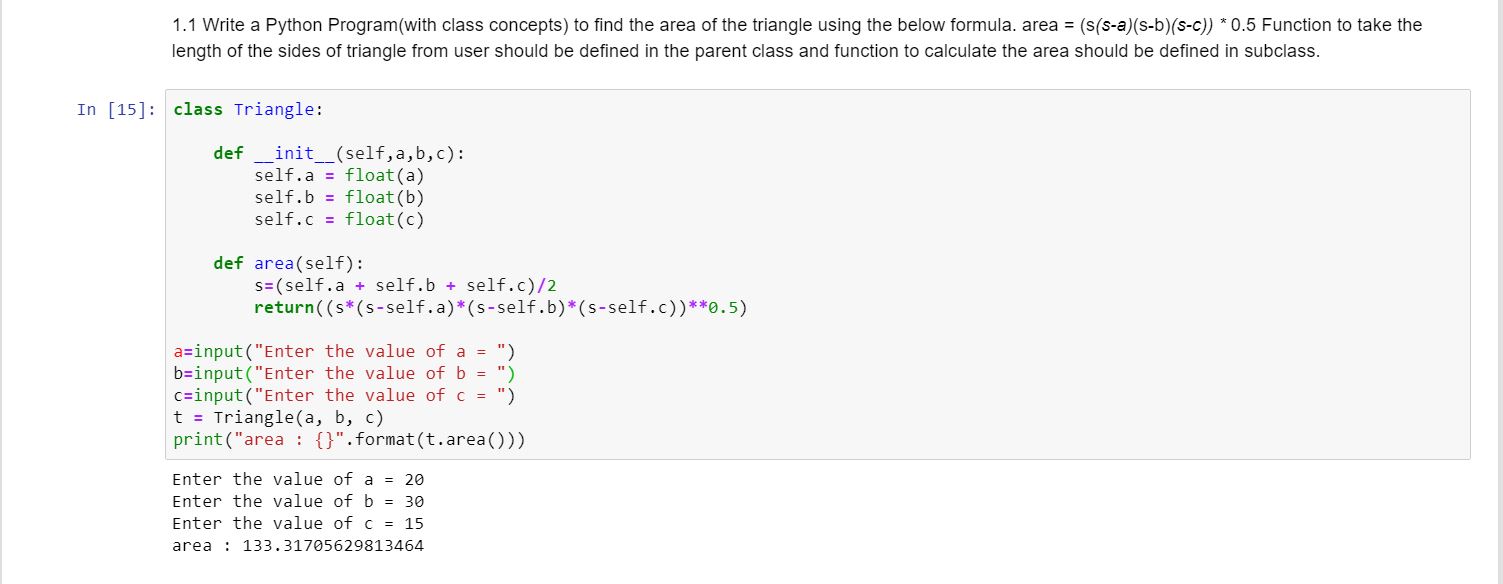 1.1 Write a Python Program(with class concepts) to find the area of the triangle using the below formula. area = (s(s-a)(s-b)(s-c)) * 0.5 Function to take the
length of the sides of triangle from user should be defined in the parent class and function to calculate the area should be defined in subclass.
In [15]: class Triangle:
def __init__(self,a,b,c):
self.a = float(a)
self.b = float(b)
self.c = float(c)
def area(self):
s=(self.a + self.b + self.c)/2
return((s*(s-self.a)*(s-self.b)*(s-self.c))**0.5)
a=input("Enter the value of a = ")
b=input("Enter the value of b = ")
c=input("Enter the value of c = ")
t = Triangle(a, b, c)
print("area : {}".format(t.area()))
Enter the value of a = 20
Enter the value of b = 30
Enter the value of c = 15
area : 133.31705629813464